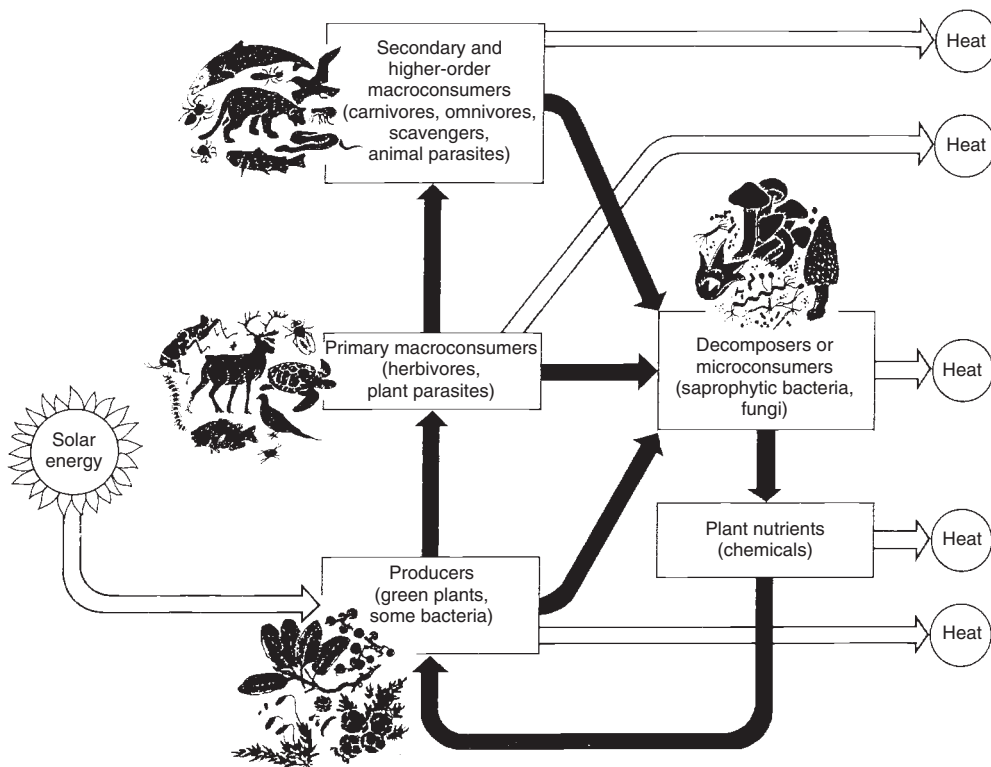 Secondary and
higher-order
macroconsumers
(carnivores, omnivores,
scavengers,
animal parasites)
Heat
Heat
Primary macroconsumers
(herbivores,
plant parasites)
Decomposers or
microconsumers
(saprophytic bacteria,
fungi)
Heat
Solar
energy
Plant nutrients
(chemicals)
Heat
Producers
(green plants,
some bacteria)
Heat